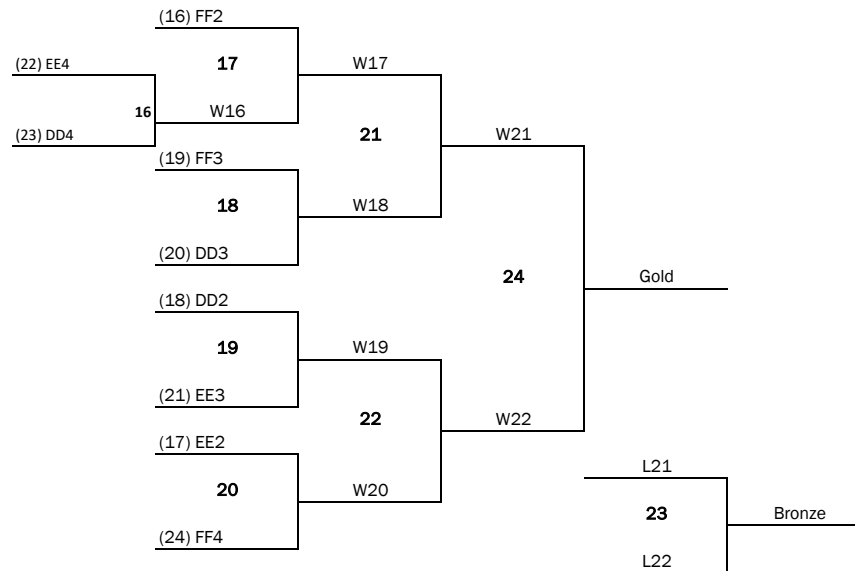 (16) FF2
17
W17
(22) EE4
16
W16
21
W21
(23) DD4
(19) FF3
18
W18
(20) DD3
24
Gold
(18) DD2
19
W19
(21) EE3
22
W22
(17) EE2
20
W20
L21
23
Bronze
(24) FF4
L22